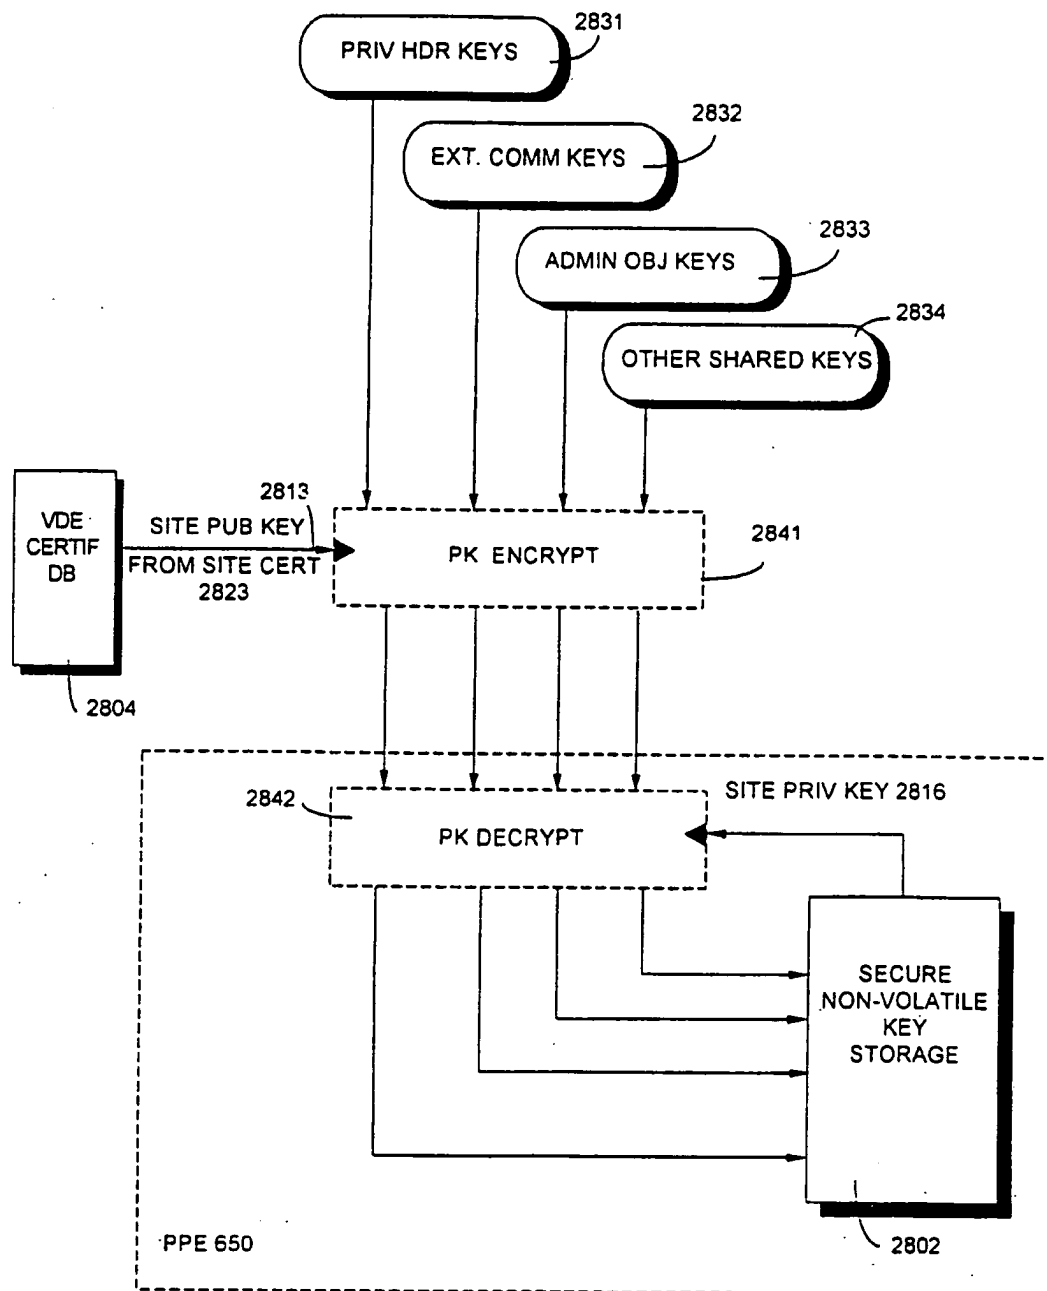 2831
PRIV HDR KEYS
2832
EXT. COMM KEYS
2833
ADMIN OBJ KEYS
2834
OTHER SHARED KEYS
2813
VDE
CERTIF
DB
SITE PUB KEY
FROM SITE CERT
2823
PK ENCRYPT
2841
2804
2842
SITE PRIV KEY 2816
PK DECRYPT
SECURE
NON-VOLATILE
KEY
STORAGE
PPE 650
2802